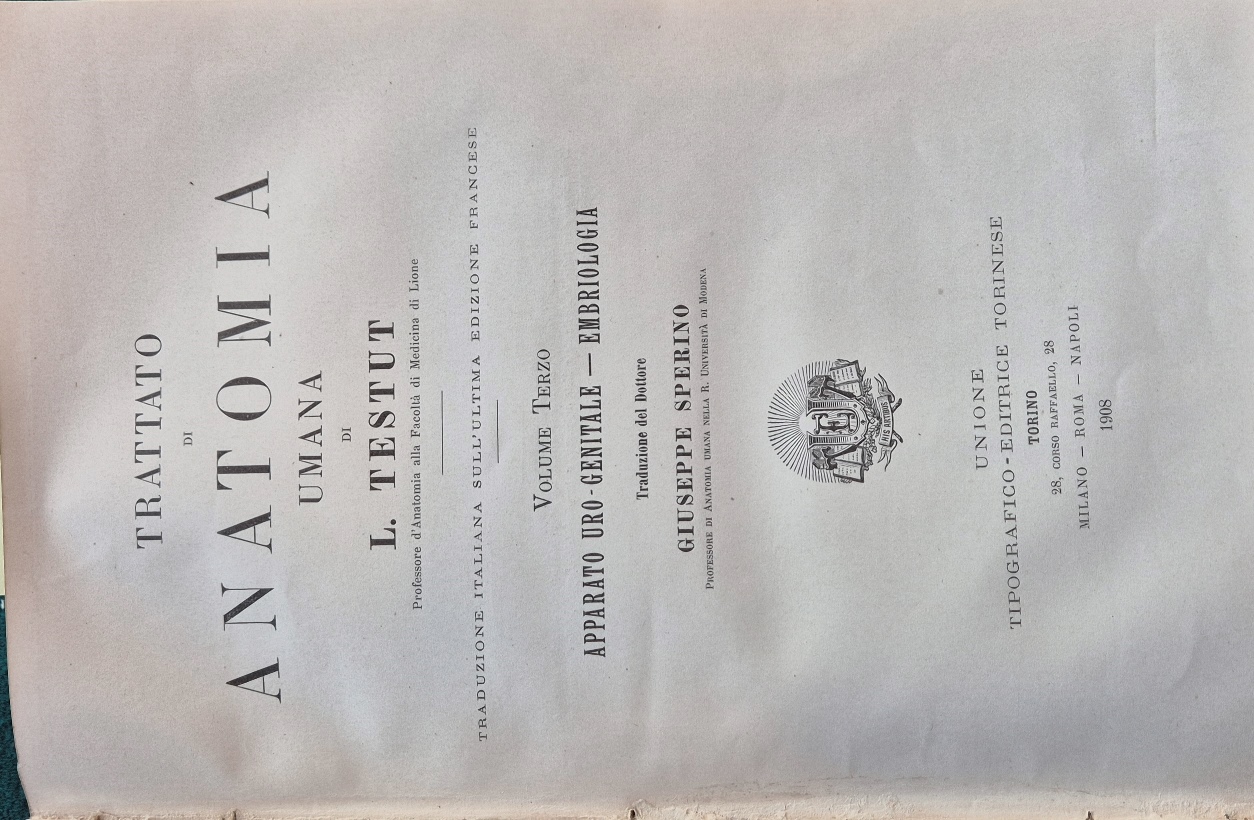 TRATTATO
DI
ANATOMIA
UMANA
DI
L. TESTUT
Professore d'Anatomia alla Facoltà di Medicina di Lione
TRADUZIONE ITALIANA SULL'ULTIMA EDIZIONE FRANCESE
VOLUME TERZO
APPARATO URO-GENITALE — EMBRIOLOGIA
Traduzione del Dottore
GIUSEPPE SPERINO
PROFESSORE DI ANATOMIA UMANA NELLA R. UNIVERSITÀ DI MODENA
HIS ARTIBUS
UNIONE
TIPOGRAFICO-EDITRICE TORINESE
TORINO
28, CORSO RAFFAELLO, 28
MILANO — ROMA — NAPOLI
1908